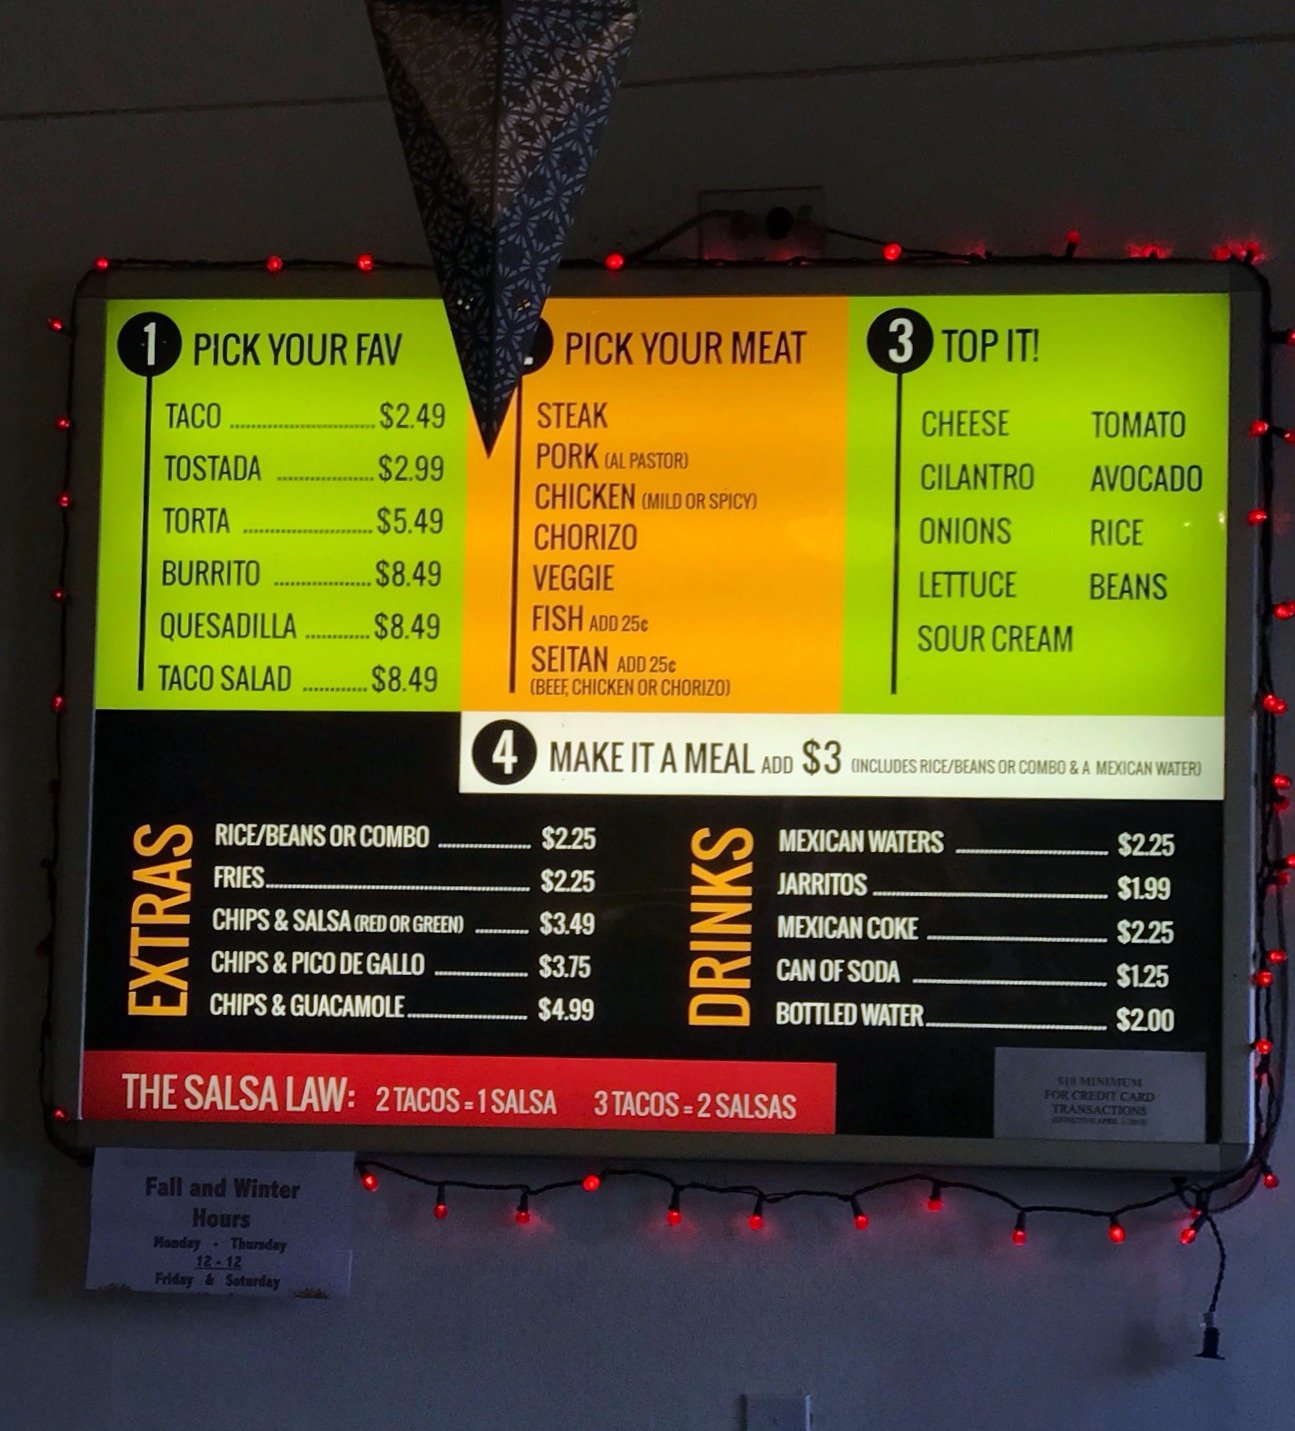 1 PICK YOUR FAV
TACO $2.49
TOSTADA $2.99
TORTA $5.49
BURRITO $8.49
QUESADILLA $8.49
TACO SALAD $8.49
PICK YOUR MEAT
STEAK
PORK (AL PASTOR)
CHICKEN (MILD OR SPICY)
CHORIZO
VEGGIE
FISH ADD 25¢
SEITAN ADD 25¢
(BEEF, CHICKEN OR CHORIZO)
3 TOP IT!
CHEESE
CILANTRO
ONIONS
LETTUCE
SOUR CREAM
TOMATO
AVOCADO
RICE
BEANS
4 MAKE IT A MEAL ADD $3 (INCLUDES RICE/BEANS OR COMBO & A MEXICAN WATER)
EXTRAS
RICE/BEANS OR COMBO $2.25
FRIES $2.25
CHIPS & SALSA (RED OR GREEN) $3.49
CHIPS & PICO DE GALLO $3.75
CHIPS & GUACAMOLE $4.99
DRINKS
MEXICAN WATERS $2.25
JARRITOS $1.99
MEXICAN COKE $2.25
CAN OF SODA $1.25
BOTTLED WATER $2.00
THE SALSA LAW: 2 TACOS = 1 SALSA 3 TACOS = 2 SALSAS
$10 MINIMUM
FOR CREDIT CARD
TRANSACTIONS
Fall and Winter
Hours
Monday - Thursday
12 - 12
Friday & Saturday